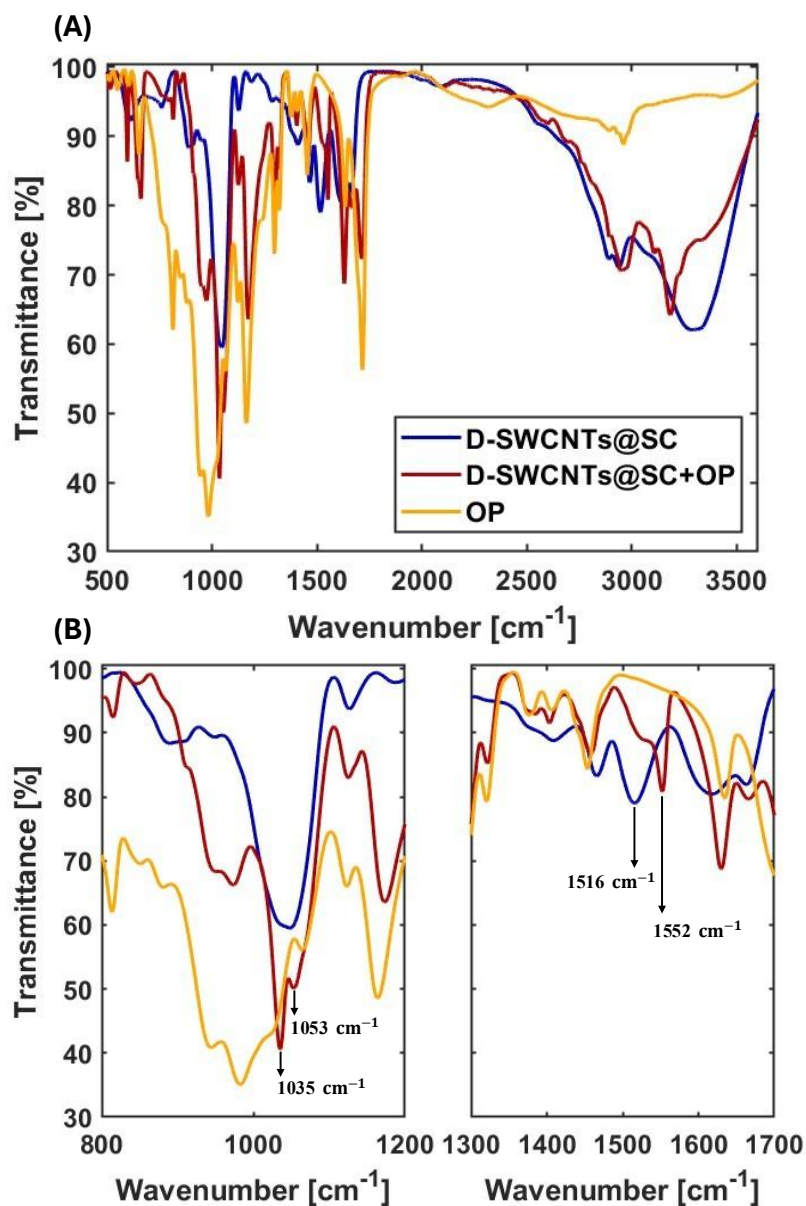 (A)
100
90
80
70
60
50
40
30
Transmittance [%]
D-SWCNTs@SC
D-SWCNTs@SC+OP
OP
500 1000 1500 2000 2500 3000 3500
Wavenumber [cm⁻¹]
(B)
100
90
80
70
60
50
40
30
Transmittance [%]
1053 cm⁻¹
1035 cm⁻¹
1516 cm⁻¹
1552 cm⁻¹
800 1000 1200
1300 1400 1500 1600 1700
Wavenumber [cm⁻¹]
Wavenumber [cm⁻¹]